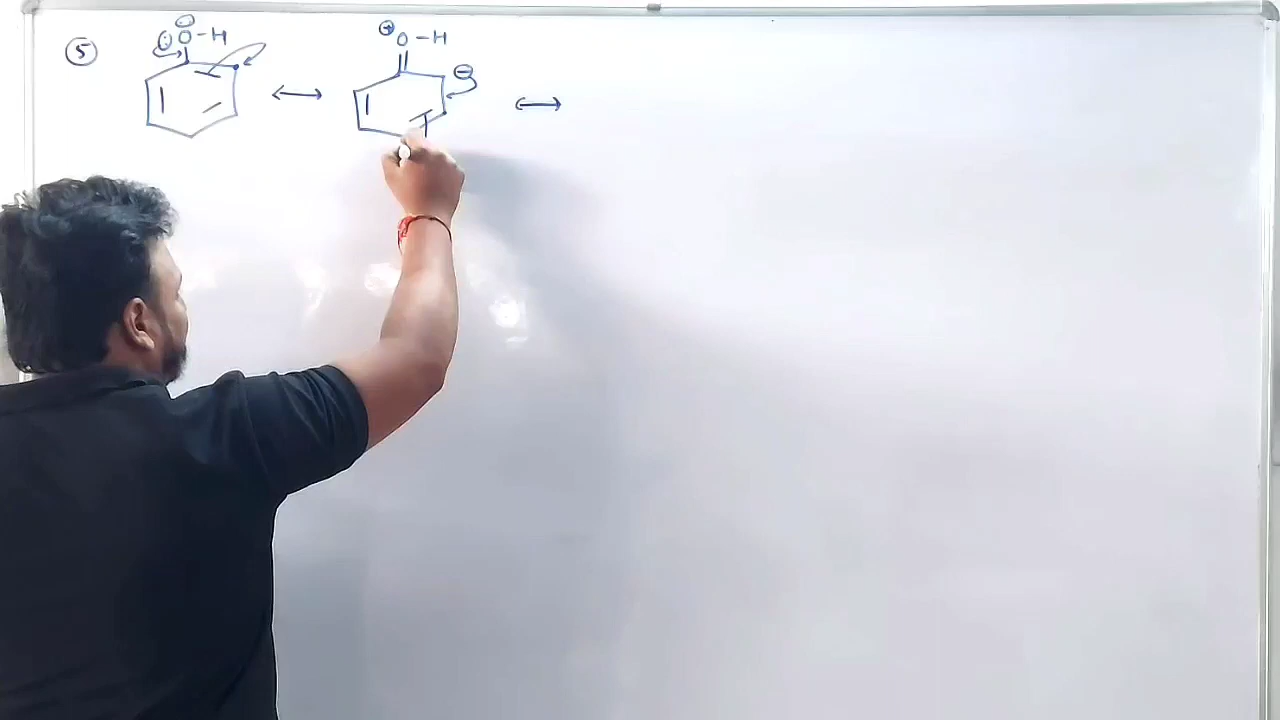 ⑤ :Ö-H ↔ ⊕ O-H ⊖ ↔